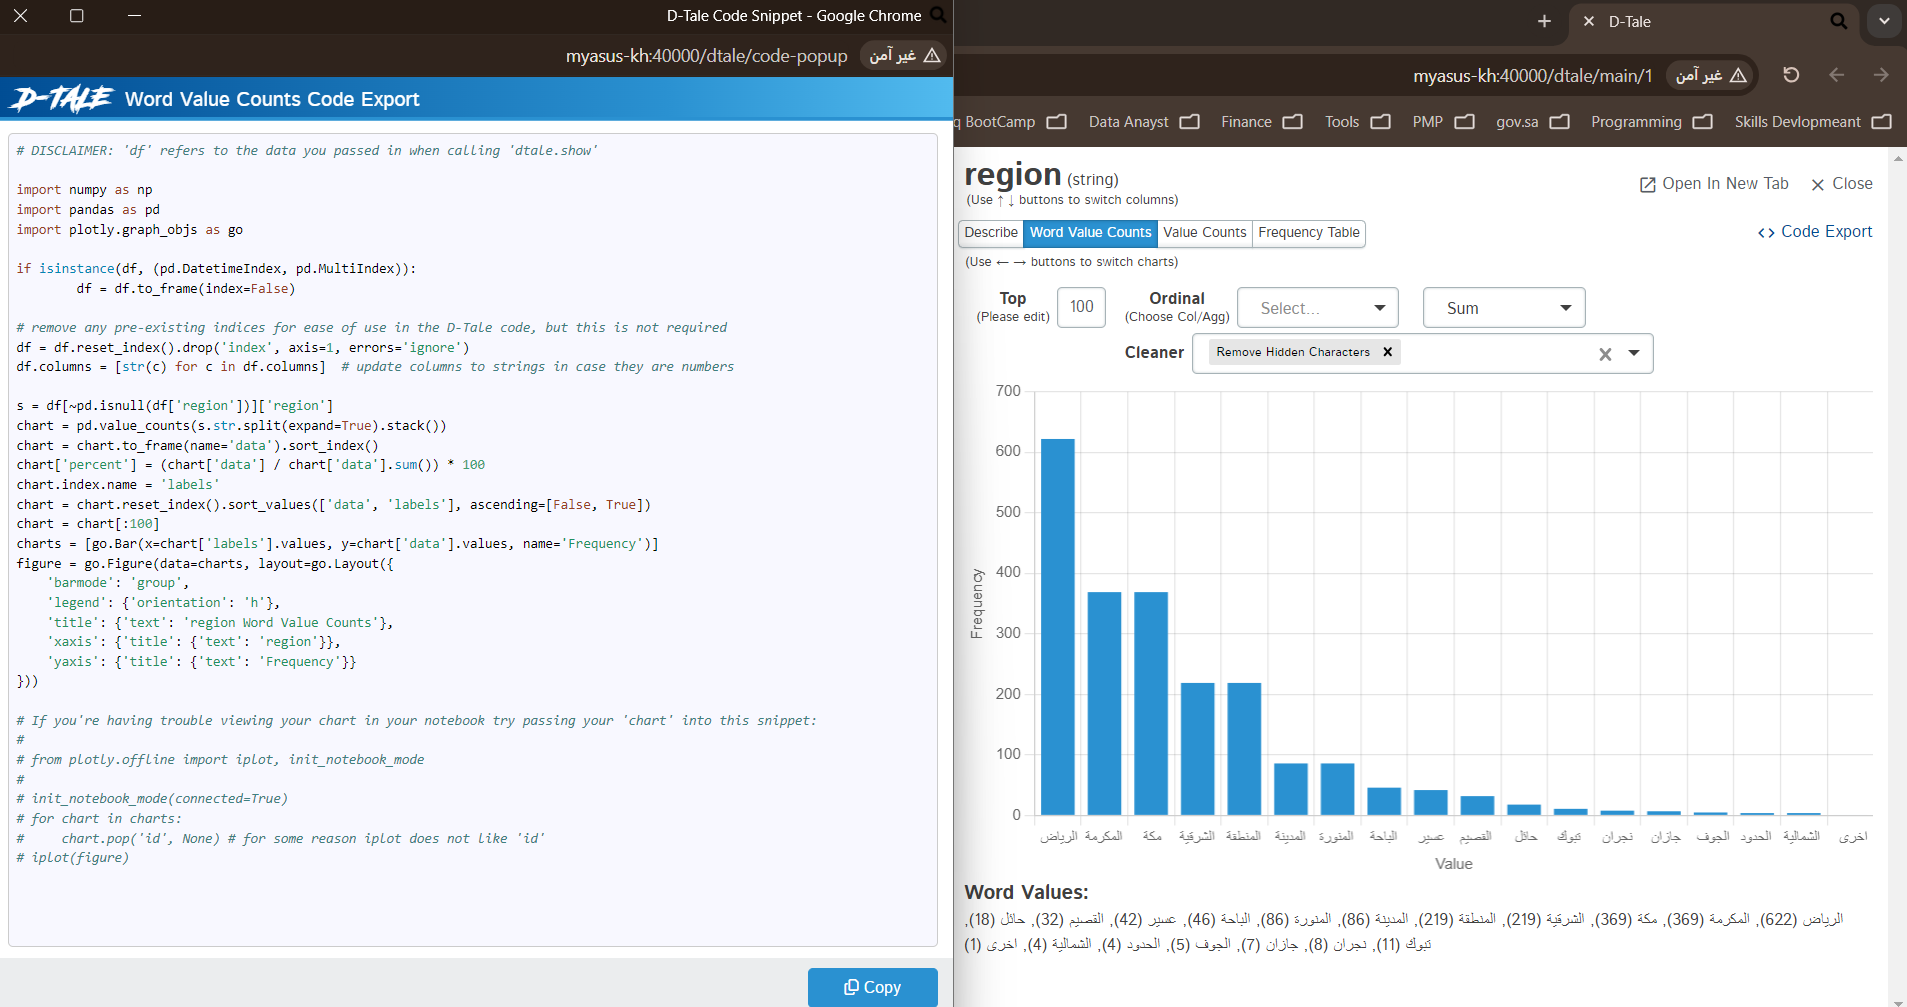 D-Tale Code Snippet - Google Chrome
myasus-kh:40000/dtale/code-popup
غير آمن
D-TALE Word Value Counts Code Export
# DISCLAIMER: 'df' refers to the data you passed in when calling 'dtale.show'
import numpy as np
import pandas as pd
import plotly.graph_objs as go
if isinstance(df, (pd.DatetimeIndex, pd.MultiIndex)):
        df = df.to_frame(index=False)
# remove any pre-existing indices for ease of use in the D-Tale code, but this is not required
df = df.reset_index().drop('index', axis=1, errors='ignore')
df.columns = [str(c) for c in df.columns]  # update columns to strings in case they are numbers
s = df[~pd.isnull(df['region'])]['region']
chart = pd.value_counts(s.str.split(expand=True).stack())
chart = chart.to_frame(name='data').sort_index()
chart['percent'] = (chart['data'] / chart['data'].sum()) * 100
chart.index.name = 'labels'
chart = chart.reset_index().sort_values(['data', 'labels'], ascending=[False, True])
chart = chart[:100]
charts = [go.Bar(x=chart['labels'].values, y=chart['data'].values, name='Frequency')]
figure = go.Figure(data=charts, layout=go.Layout({
    'barmode': 'group',
    'legend': {'orientation': 'h'},
    'title': {'text': 'region Word Value Counts'},
    'xaxis': {'title': {'text': 'region'}},
    'yaxis': {'title': {'text': 'Frequency'}}
}))
# If you're having trouble viewing your chart in your notebook try passing your 'chart' into this snippet:
#
# from plotly.offline import iplot, init_notebook_mode
#
# init_notebook_mode(connected=True)
# for chart in charts:
#     chart.pop('id', None) # for some reason iplot does not like 'id'
# iplot(figure)
Copy
D-Tale
myasus-kh:40000/dtale/main/1
غير آمن
q BootCamp
Data Anayst
Finance
Tools
PMP
gov.sa
Programming
Skills Devlopmeant
region (string)
(Use ↑ ↓ buttons to switch columns)
Open In New Tab
Close
Describe
Word Value Counts
Value Counts
Frequency Table
Code Export
(Use ← → buttons to switch charts)
Top
(Please edit)
100
Ordinal
(Choose Col/Agg)
Select...
Sum
Cleaner
Remove Hidden Characters
700
600
500
400
300
200
100
0
Frequency
الرياض
المكرمة
مكة
الشرقية
المنطقة
المدينة
المنورة
الباحة
عسير
القصيم
حائل
تبوك
نجران
جازان
الجوف
الحدود
الشمالية
اخرى
Value
Word Values:
الرياض (622), المكرمة (369), مكة (369), الشرقية (219), المنطقة (219), المدينة (86), المنورة (86), الباحة (46), عسير (42), القصيم (32), حائل (18),
تبوك (11), نجران (8), جازان (7), الجوف (5), الحدود (4), الشمالية (4), اخرى (1)